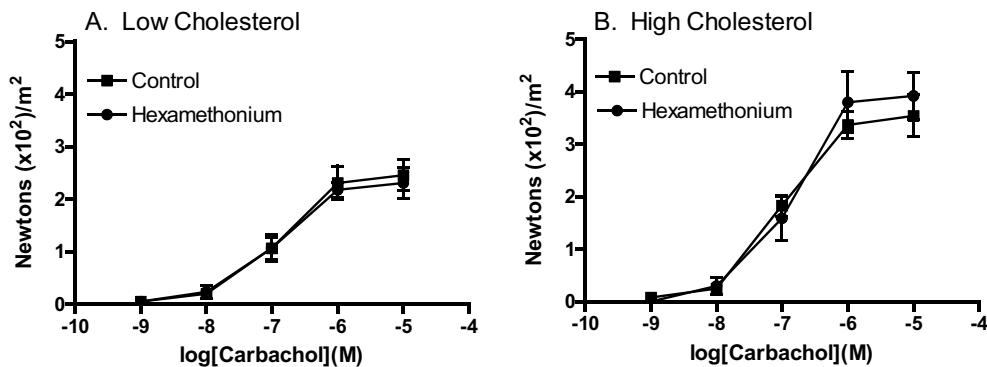 A. Low Cholesterol
5
4
3
2
1
0
Control
Hexamethonium
Newtons (x10²)/m²
-10 -9 -8 -7 -6 -5 -4
log[Carbachol](M)
B. High Cholesterol
5
4
3
2
1
0
Control
Hexamethonium
Newtons (x10²)/m²
-10 -9 -8 -7 -6 -5 -4
log[Carbachol](M)